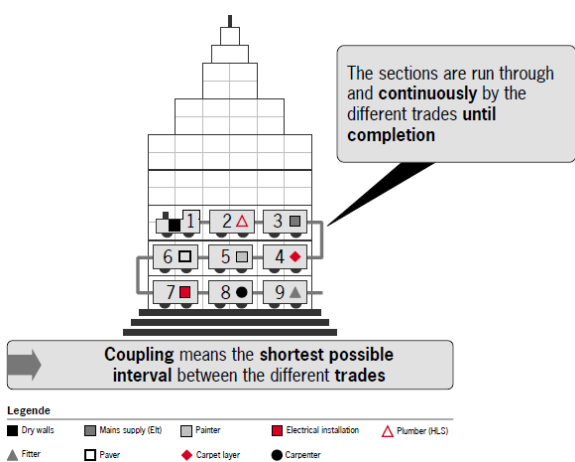 The sections are run through
and continuously by the
different trades until
completion
1 2 3
6 5 4
7 8 9
Coupling means the shortest possible
interval between the different trades
Legende
Dry walls Mains supply (Elt) Painter Electrical installation Plumber (HLS)
Fitter Paver Carpet layer Carpenter